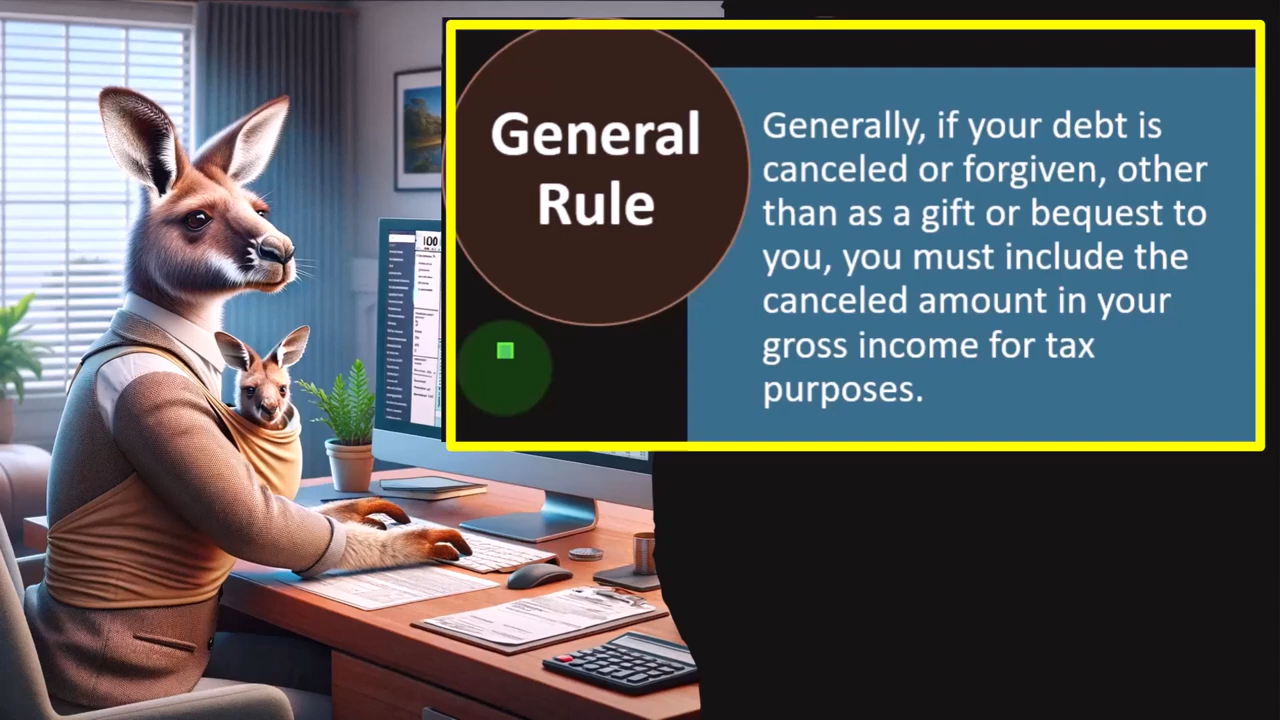 General
Rule
Generally, if your debt is
canceled or forgiven, other
than as a gift or bequest to
you, you must include the
canceled amount in your
gross income for tax
purposes.
100